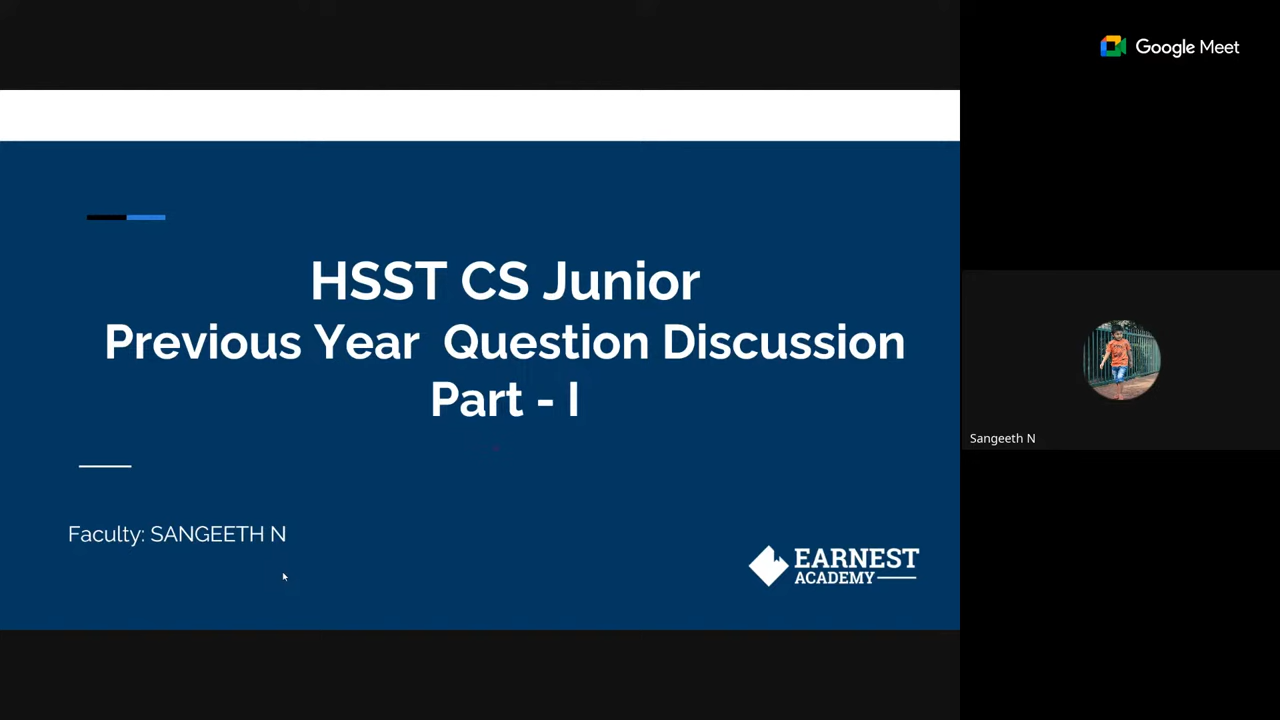 Google Meet
HSST CS Junior
Previous Year Question Discussion
Part - I
Sangeeth N
Faculty: SANGEETH N
EARNEST
ACADEMY